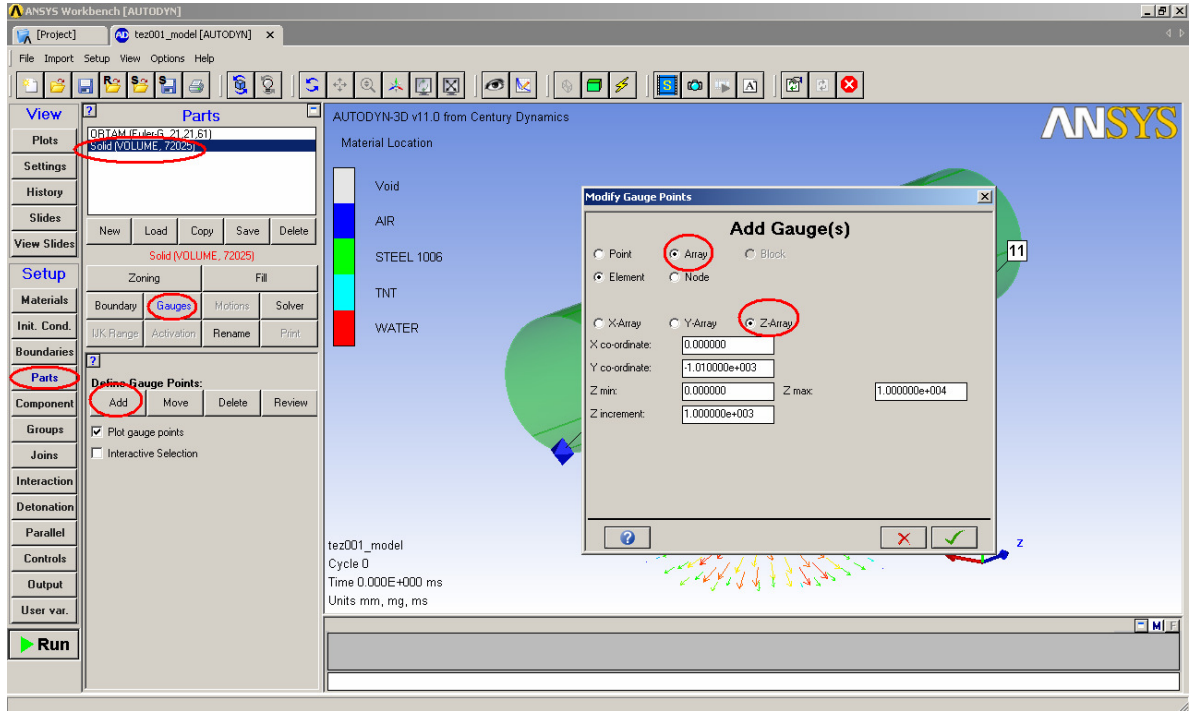 ANSYS Workbench [AUTODYN]
[Project]
AD tez001_model [AUTODYN]
File Import Setup View Options Help
View
Plots
Settings
History
Slides
View Slides
Setup
Materials
Init. Cond.
Boundaries
Parts
Component
Groups
Joins
Interaction
Detonation
Parallel
Controls
Output
User var.
Run
? Parts
OBTAM (Euler-G, 21,21,61)
Solid (VOLUME, 72025)
New Load Copy Save Delete
Solid (VOLUME, 72025)
Zoning Fill
Boundary Gauges Motions Solver
IJK Range Activation Rename Print
?
Define Gauge Points:
Add Move Delete Review
Plot gauge points
Interactive Selection
AUTODYN-3D v11.0 from Century Dynamics
Material Location
ANSYS
Void
AIR
STEEL 1006
TNT
WATER
11
Modify Gauge Points
Add Gauge(s)
Point Array Block
Element Node
X-Array Y-Array Z-Array
X co-ordinate: 0.000000
Y co-ordinate: -1.010000e+003
Z min: 0.000000 Z max: 1.000000e+004
Z increment: 1.000000e+003
?
z
tez001_model
Cycle 0
Time 0.000E+000 ms
Units mm, mg, ms
M F